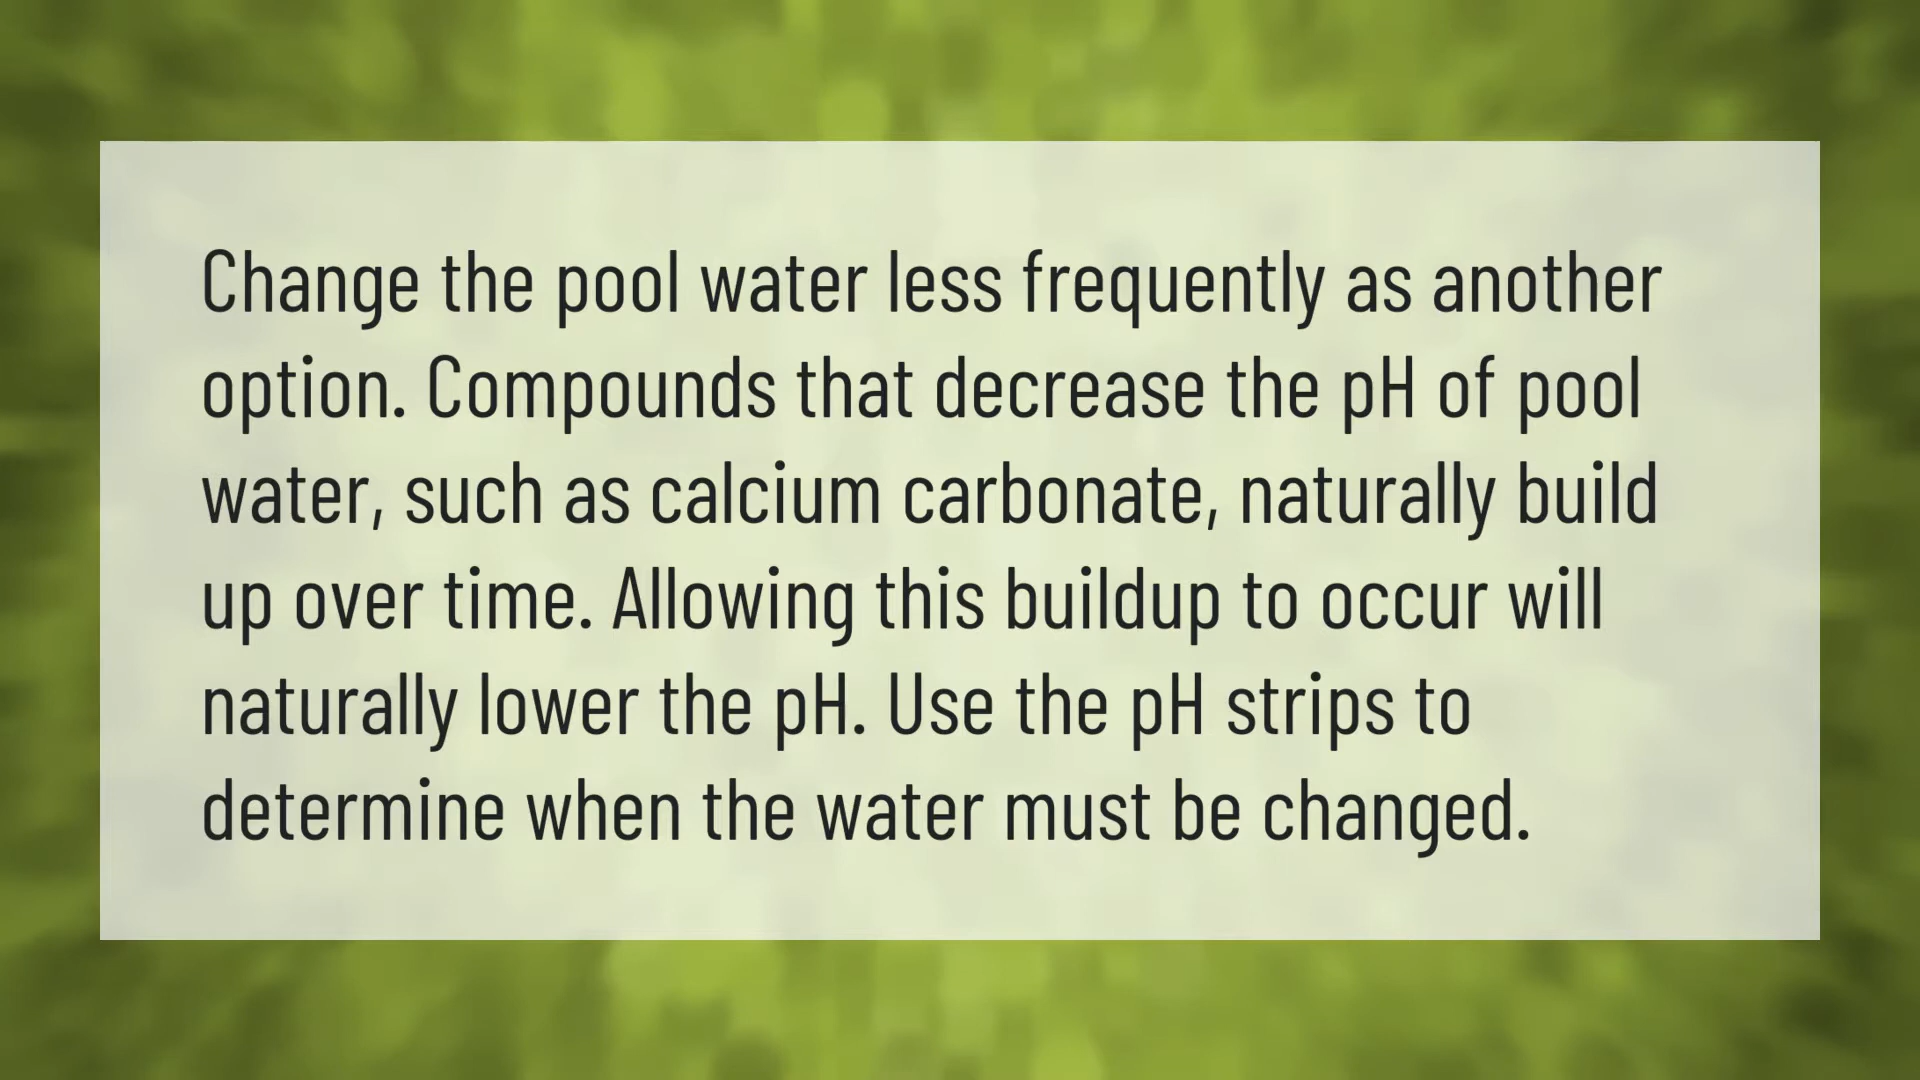 Change the pool water less frequently as another
option. Compounds that decrease the pH of pool
water, such as calcium carbonate, naturally build
up over time. Allowing this buildup to occur will
naturally lower the pH. Use the pH strips to
determine when the water must be changed.